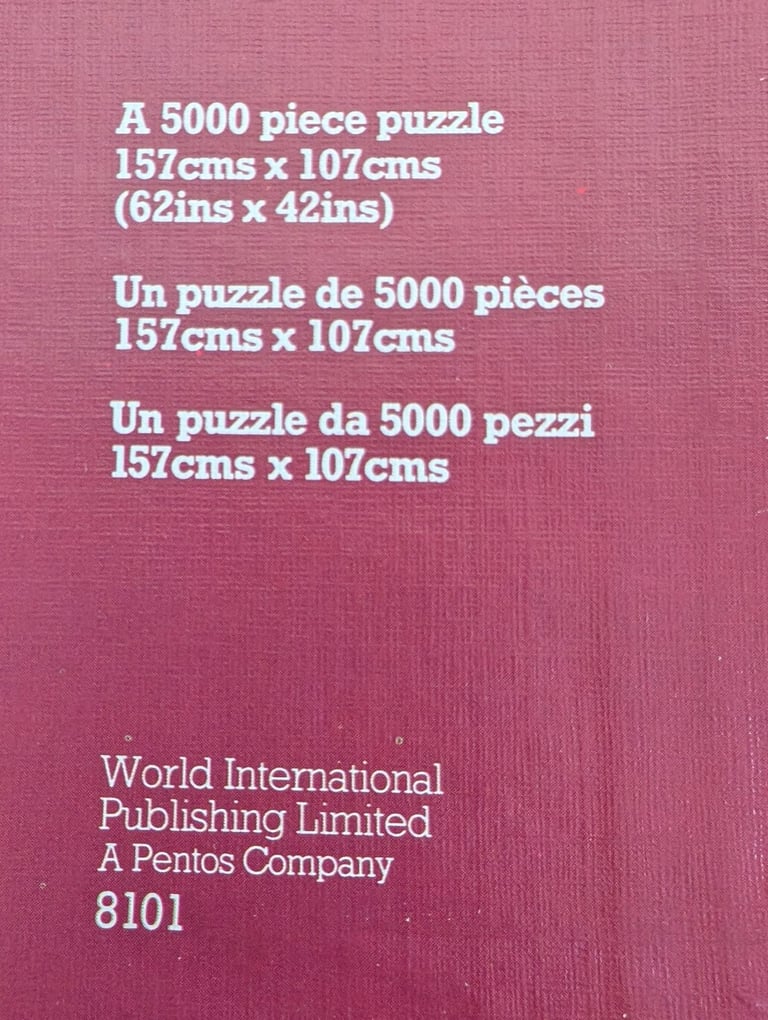 A 5000 piece puzzle
157cms x 107cms
(62ins x 42ins)
Un puzzle de 5000 pièces
157cms x 107cms
Un puzzle da 5000 pezzi
157cms x 107cms
World International
Publishing Limited
A Pentos Company
8101